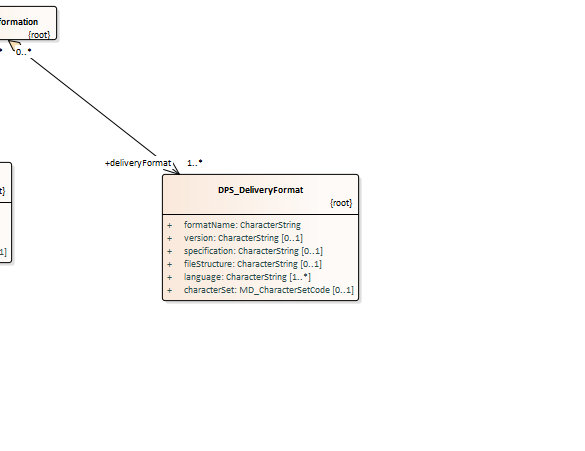 formation
{root}
0..*
+deliveryFormat 1..*
DPS_DeliveryFormat
{root}
+ formatName: CharacterString
+ version: CharacterString [0..1]
+ specification: CharacterString [0..1]
+ fileStructure: CharacterString [0..1]
+ language: CharacterString [1..*]
+ characterSet: MD_CharacterSetCode [0..1]